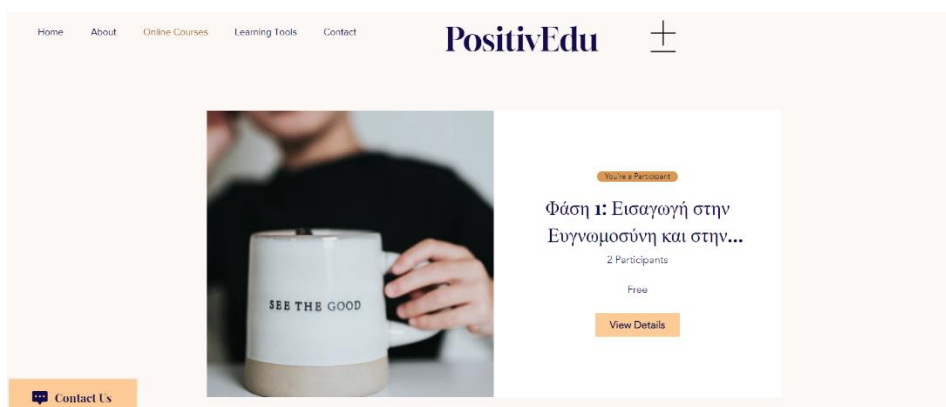 Home About Online Courses Learning Tools Contact
PositivEdu
You're a Participant
Φάση 1: Εισαγωγή στην
Ευγνωμοσύνη και στην...
2 Participants
Free
View Details
SEE THE GOOD
Contact Us